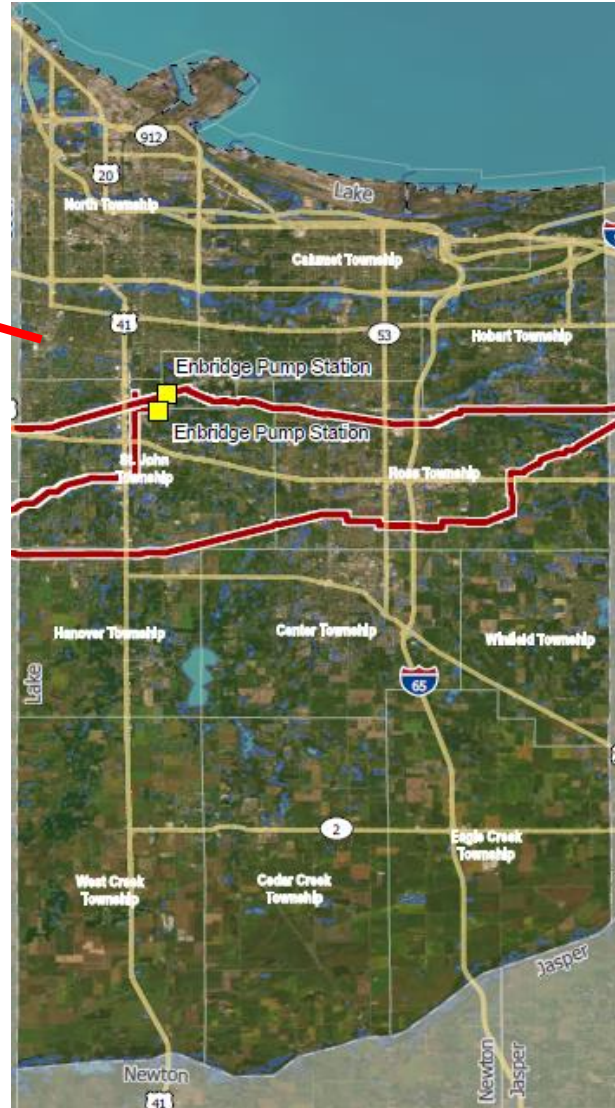 912
20
North Township
Lake
Calumet Township
41
53
Hobart Township
Enbridge Pump Station
Enbridge Pump Station
St. John
Township
Ross Township
Hanover Township
Center Township
Winfield Township
Lake
65
2
Eagle Creek
Township
West Creek
Township
Cedar Creek
Township
Jasper
Newton
Newton
Jasper
41